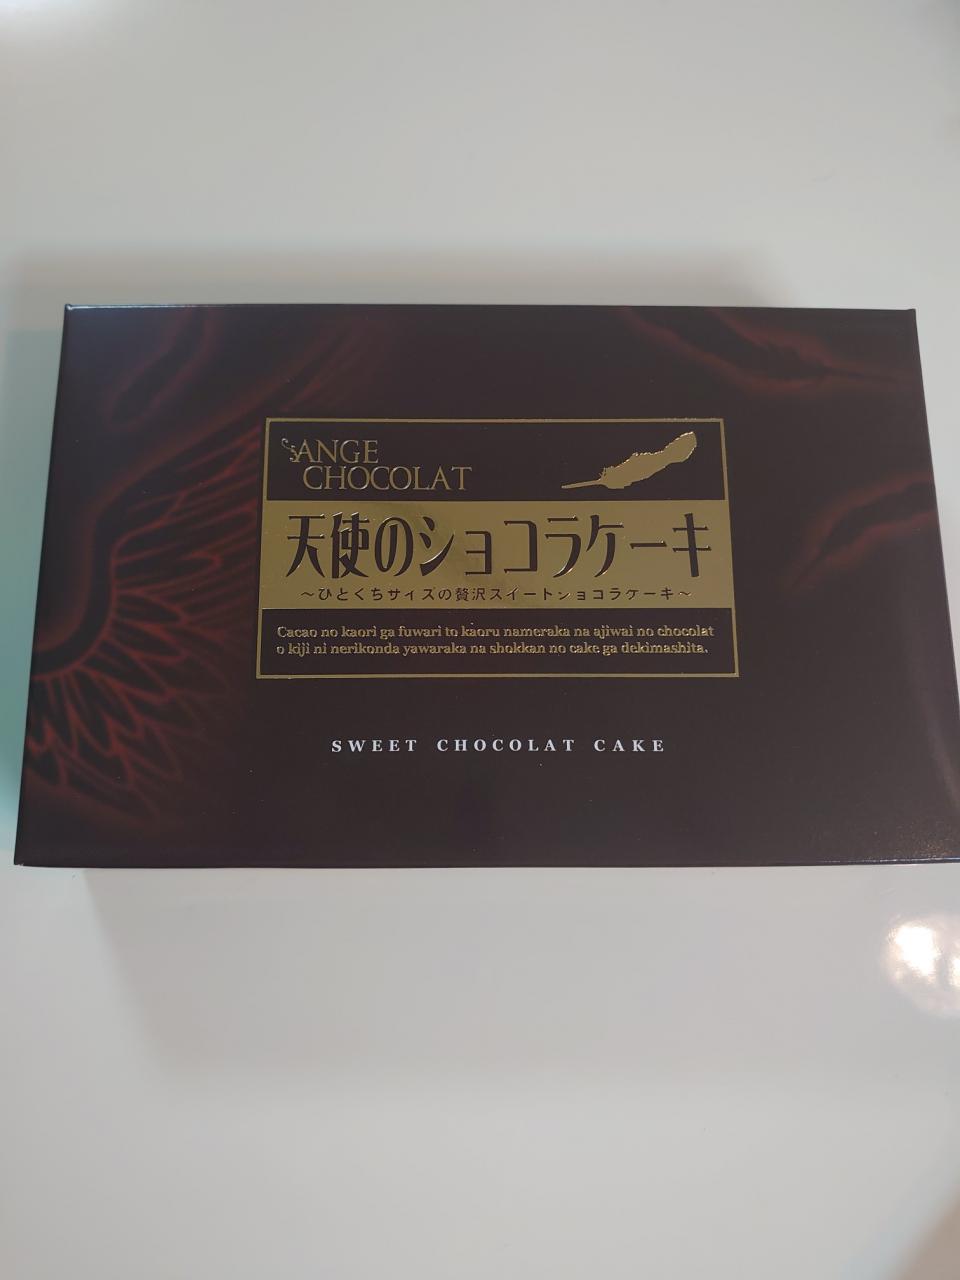 ANGE
CHOCOLAT
天使のショコラケーキ
～ひとくちサイズの贅沢スイートショコラケーキ～
Cacao no kaori ga fuwari to kaoru nameraka na ajiwai no chocolat
o kiji ni nerikonda yawaraka na shokkan no cake ga dekimashita.
SWEET CHOCOLAT CAKE